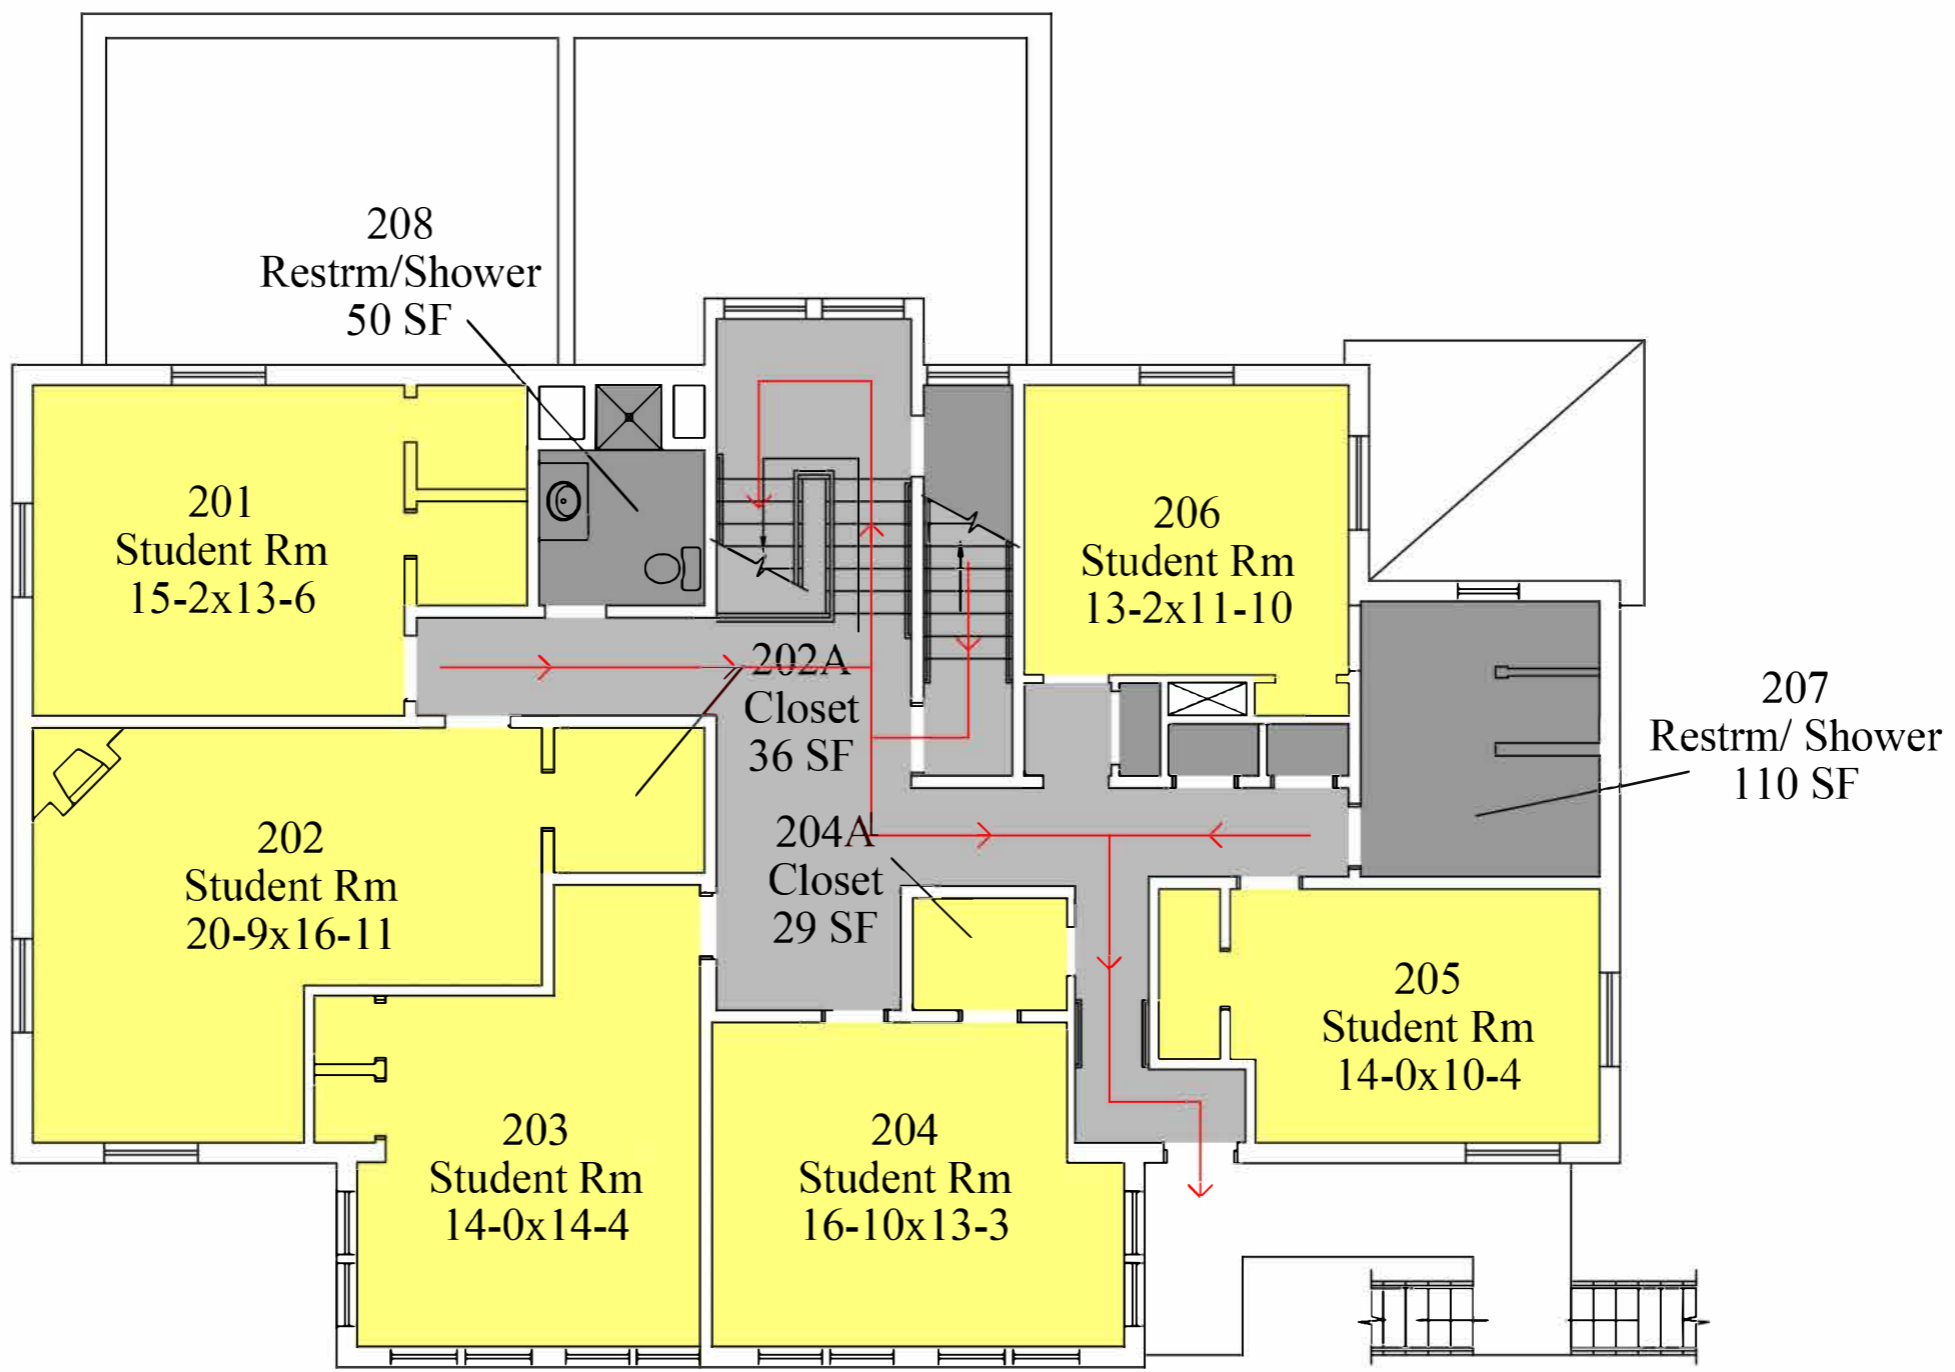 208
Restrm/Shower
50 SF
201
Student Rm
15-2x13-6
206
Student Rm
13-2x11-10
202A
Closet
36 SF
207
Restrm/ Shower
110 SF
202
Student Rm
20-9x16-11
204A
Closet
29 SF
205
Student Rm
14-0x10-4
203
Student Rm
14-0x14-4
204
Student Rm
16-10x13-3